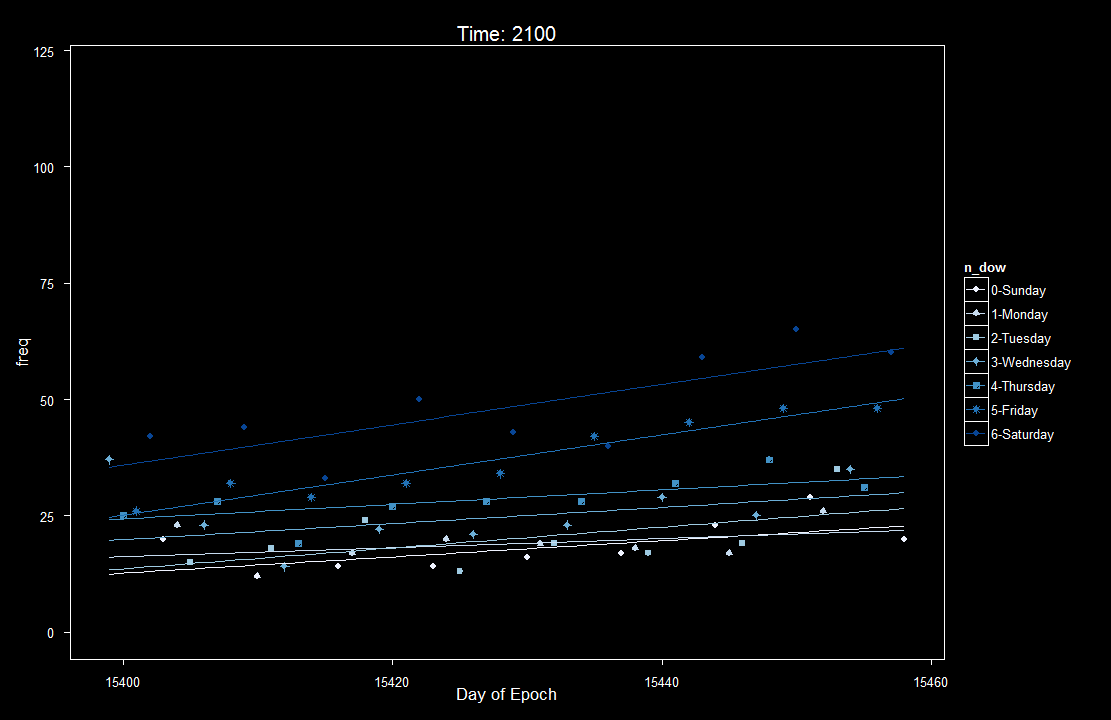 Time: 2100
125
100
75
50
25
0
freq
15400
15420
15440
15460
Day of Epoch
n_dow
0-Sunday
1-Monday
2-Tuesday
3-Wednesday
4-Thursday
5-Friday
6-Saturday